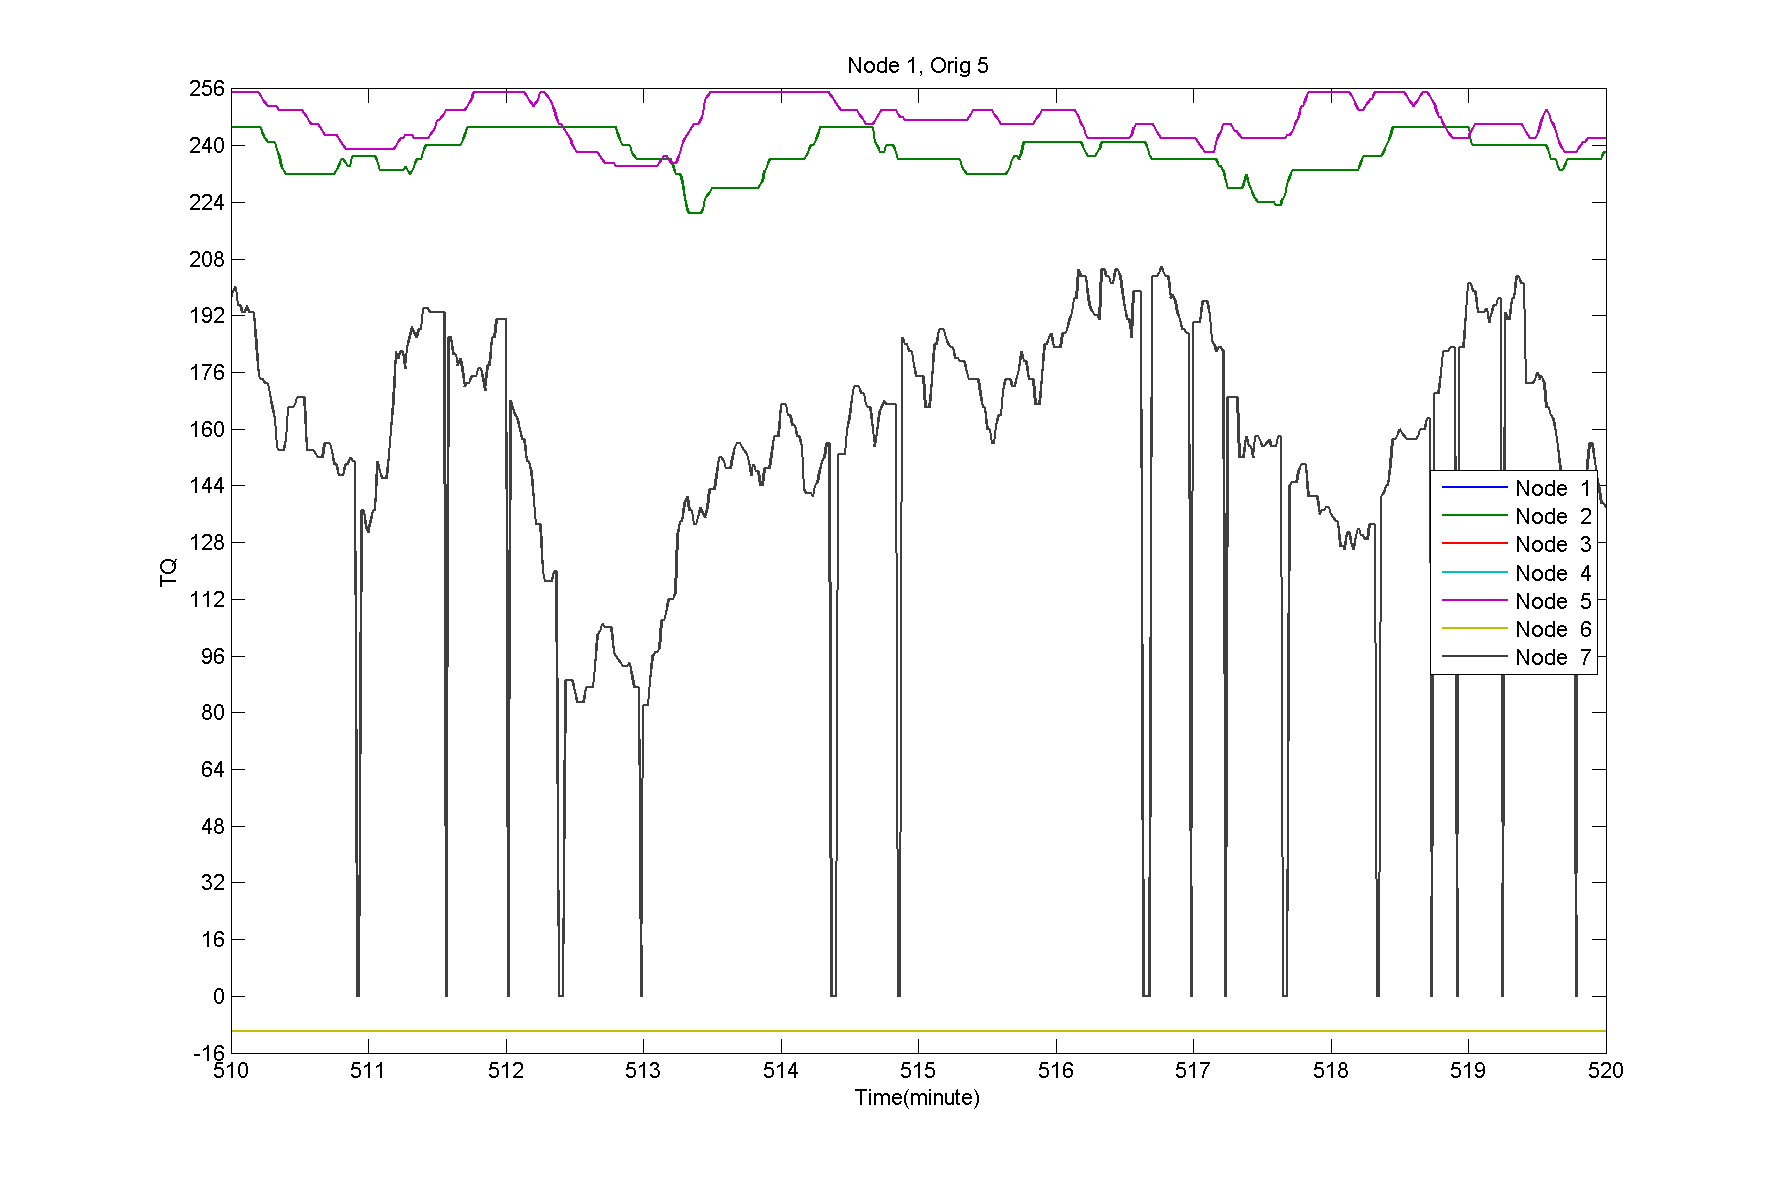 Node 1, Orig 5
256
240
224
208
192
176
160
144
128
112
96
80
64
48
32
16
0
-16
TQ
Node 1
Node 2
Node 3
Node 4
Node 5
Node 6
Node 7
510 511 512 513 514 515 516 517 518 519 520
Time(minute)